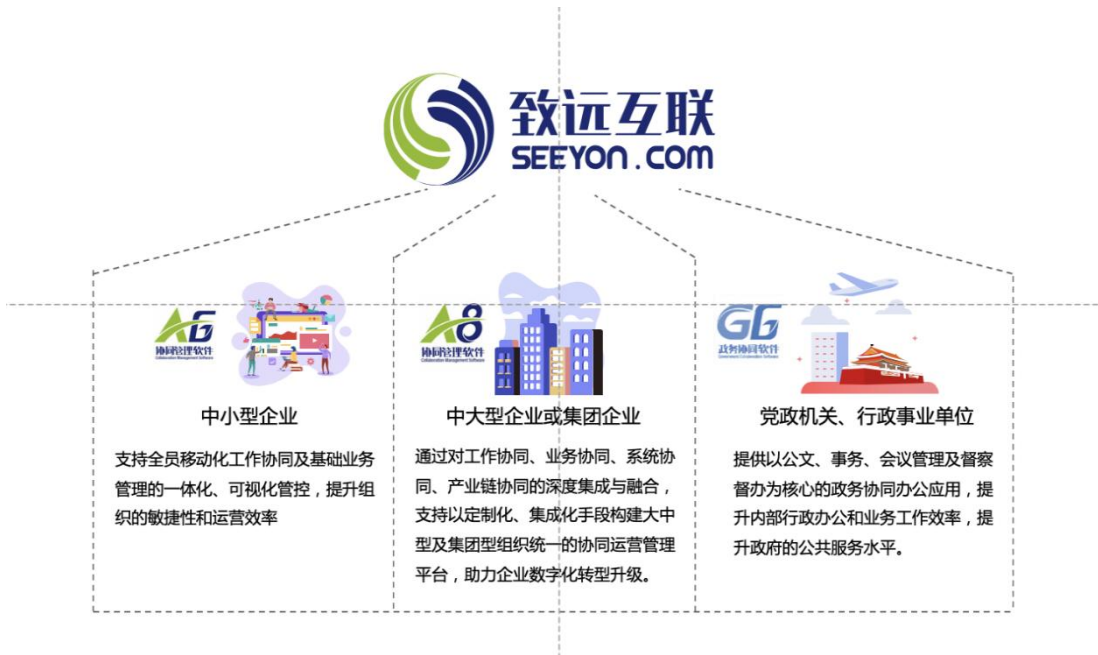 致远互联
SEEYON.COM
A6
协同管理软件
Collaboration Management Software
A8
协同管理软件
Collaboration Management Software
G6
政务协同软件
中小型企业
支持全员移动化工作协同及基础业务
管理的一体化、可视化管控，提升组
织的敏捷性和运营效率
中大型企业或集团企业
通过对工作协同、业务协同、系统协
同、产业链协同的深度集成与融合，
支持以定制化、集成化手段构建大中
型及集团型组织统一的协同运营管理
平台，助力企业数字化转型升级。
党政机关、行政事业单位
提供以公文、事务、会议管理及督察
督办为核心的政务协同办公应用，提
升内部行政办公和业务工作效率，提
升政府的公共服务水平。